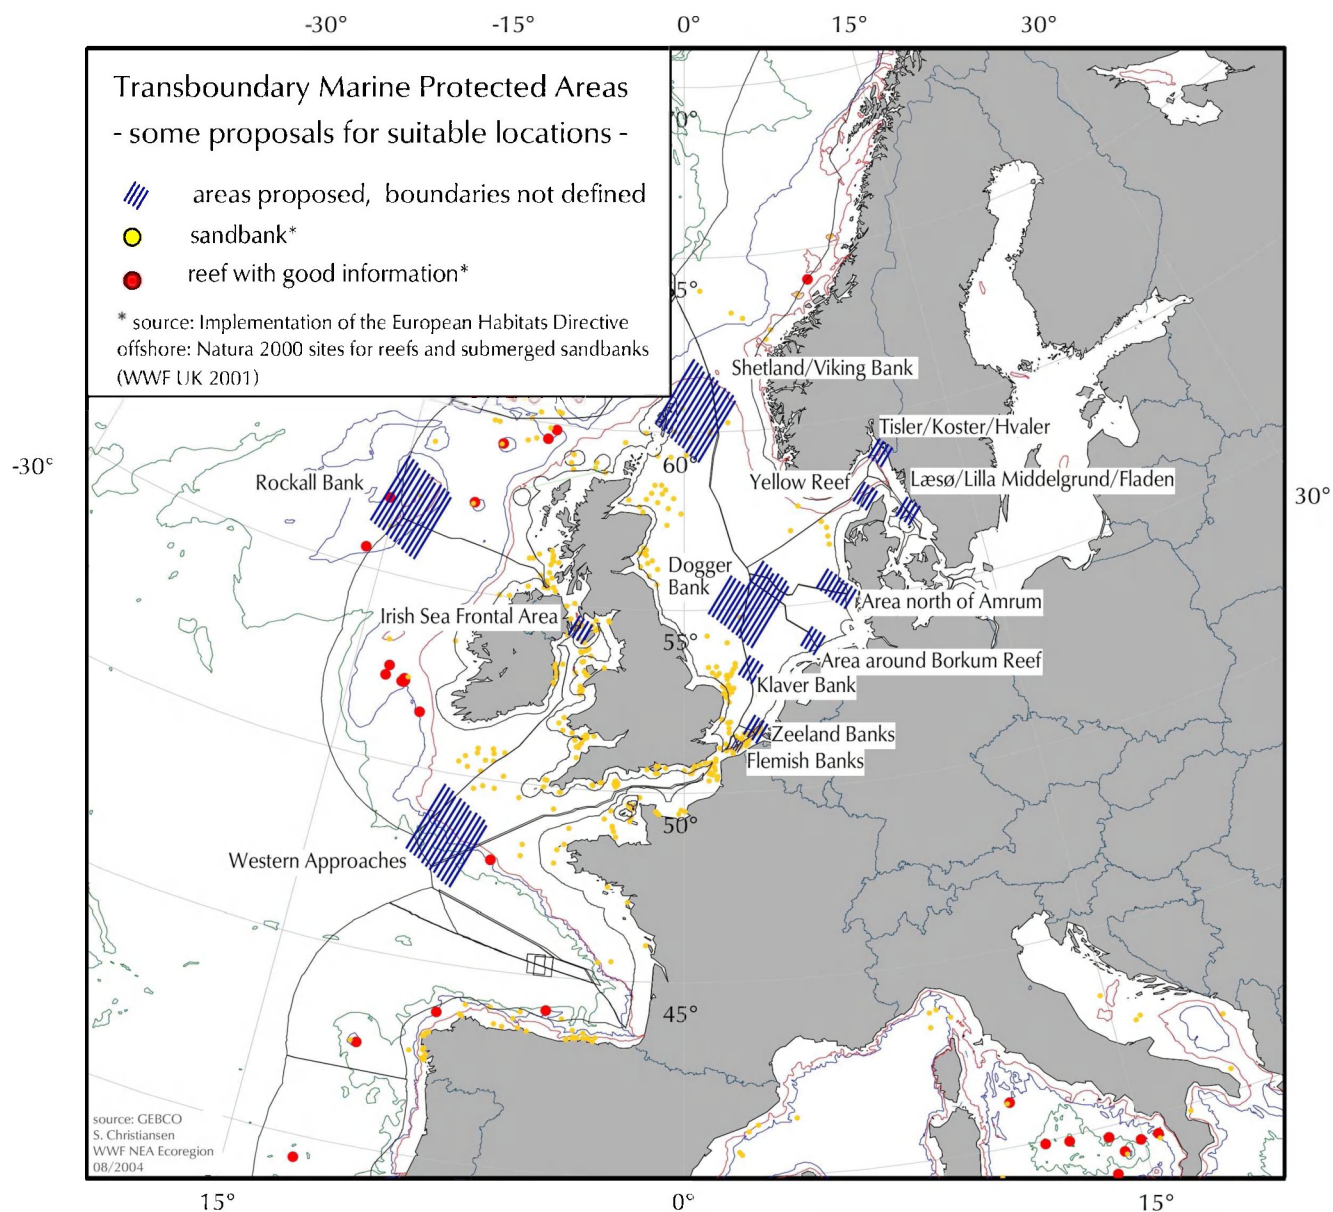 -30°
-15°
0°
15°
30°
Transboundary Marine Protected Areas
- some proposals for suitable locations -
areas proposed, boundaries not defined
sandbank*
reef with good information*
* source: Implementation of the European Habitats Directive
offshore: Natura 2000 sites for reefs and submerged sandbanks
(WWF UK 2001)
70°
65°
Shetland/Viking Bank
Tisler/Koster/Hvaler
-30°
60°
Rockall Bank
Yellow Reef
Læsø/Lilla Middelgrund/Fladen
30°
Dogger
Bank
Area north of Amrum
Irish Sea Frontal Area
55°
Area around Borkum Reef
Klaver Bank
Zeeland Banks
Flemish Banks
50°
Western Approaches
45°
source: GEBCO
S. Christiansen
WWF NEA Ecoregion
08/2004
15°
0°
15°